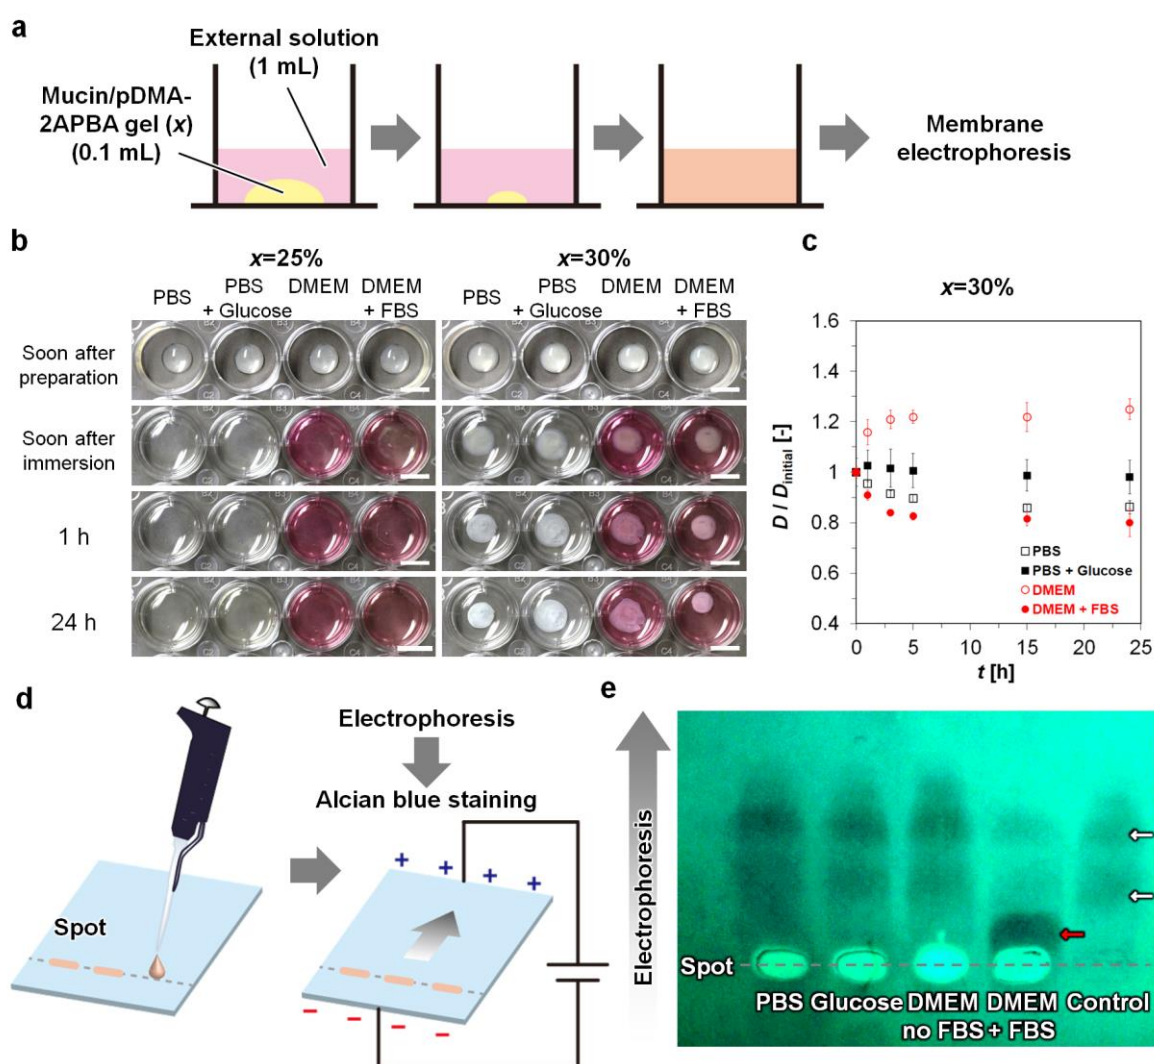 a
External solution
(1 mL)
Mucin/pDMA-
2APBA gel (x)
(0.1 mL)
Membrane
electrophoresis
b
x=25%
x=30%
PBS
PBS
+ Glucose
DMEM
DMEM
+ FBS
PBS
PBS
+ Glucose
DMEM
DMEM
+ FBS
Soon after
preparation
Soon after
immersion
1 h
24 h
c
x=30%
D / Dinitial [-]
1.6
1.4
1.2
1
0.8
0.6
0.4
PBS
PBS + Glucose
DMEM
DMEM + FBS
0
5
10
15
20
25
t [h]
d
Spot
Electrophoresis
Alcian blue staining
+ + + +
− − − −
e
Electrophoresis
Spot
PBS
Glucose
DMEM
no FBS
DMEM
+ FBS
Control